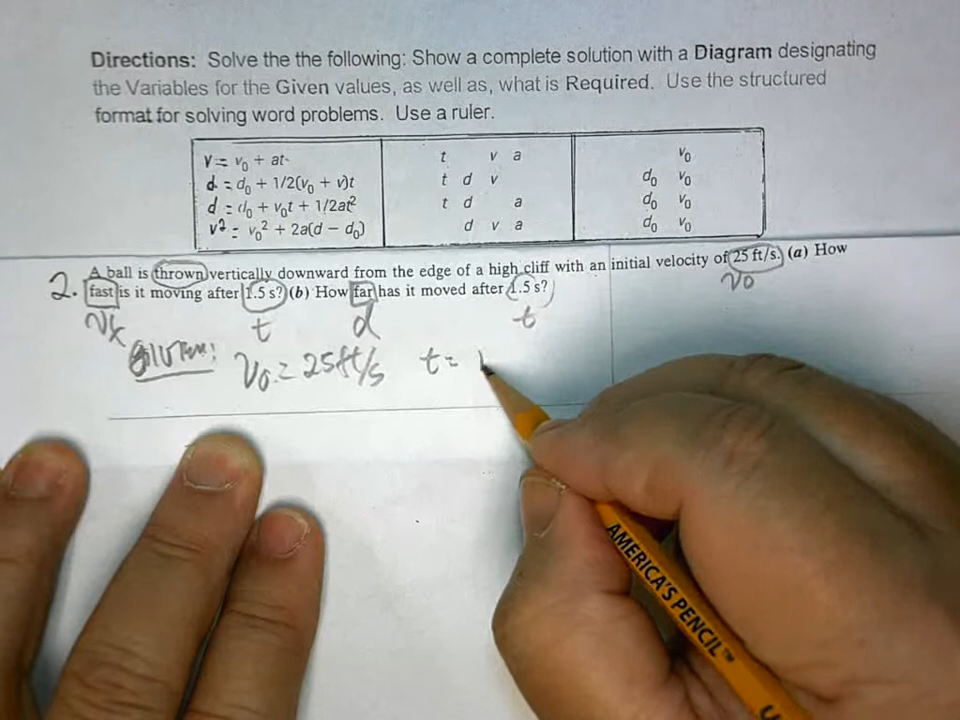 Directions: Solve the the following: Show a complete solution with a Diagram designating
the Variables for the Given values, as well as, what is Required. Use the structured
format for solving word problems. Use a ruler.
v = v₀ + at t v a v₀
d = d₀ + 1/2(v₀ + v)t t d v d₀ v₀
d = d₀ + v₀t + 1/2at² t d a d₀ v₀
v² = v₀² + 2a(d − d₀) d v a d₀ v₀
2. A ball is thrown vertically downward from the edge of a high cliff with an initial velocity of 25 ft/s. (a) How
fast is it moving after 1.5 s? (b) How far has it moved after 1.5 s?
v₀
t d t
Given: v₀ = 25ft/s t =
AMERICA'S PENCIL™